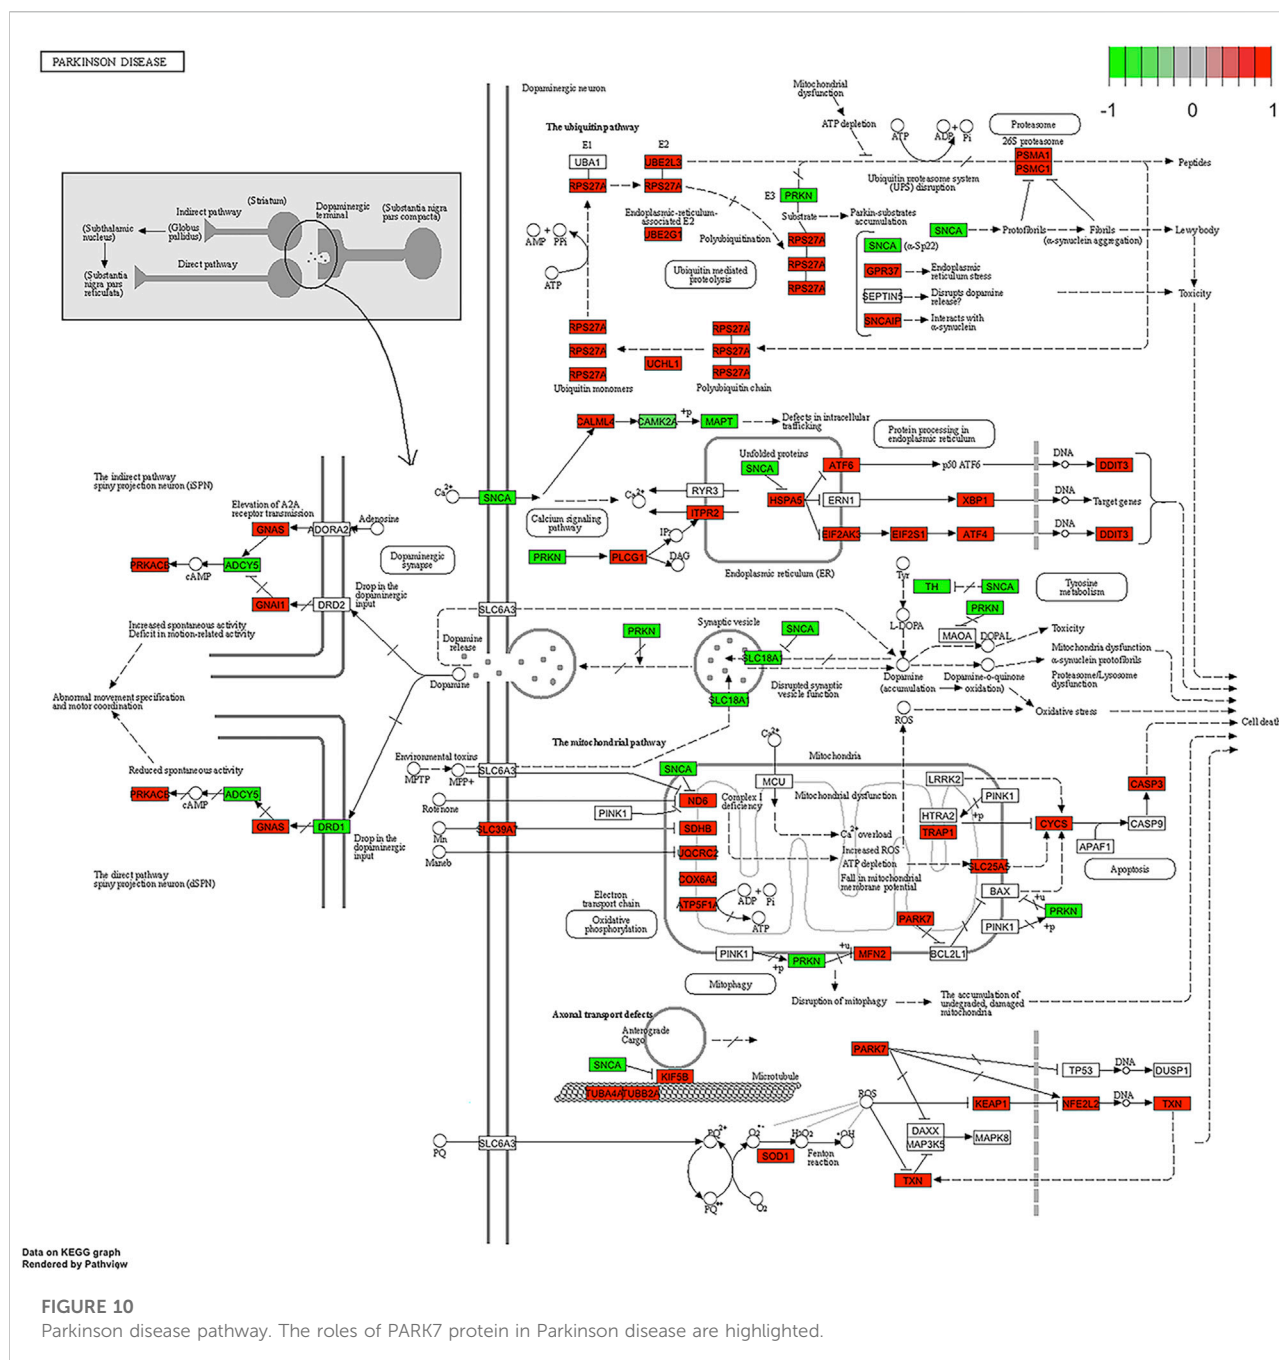 PARKINSON DISEASE
-1
0
1
Dopaminergic neuron
Mitochondrial
dysfunction
ATP depletion
ATP
ADP + Pi
Proteasome
26S proteasome
PSMA1
PSMC1
Peptides
The ubiquitin pathway
E1
UBA1
RPS27A
E2
UBE2L3
RPS27A
Ubiquitin proteasome system
(UPS) disruption
E3
PRKN
Substrate
Parkin-substrates
accumulation
Endoplasmic-reticulum-
associated E2
UBE2G1
Polyubiquitination
RPS27A
RPS27A
RPS27A
Ubiquitin mediated
proteolysis
AMP + PPi
ATP
SNCA
(α-Sp22)
GPR37
Endoplasmic
reticulum stress
SEPTIN5
Disrupts dopamine
release?
SNCAIP
Interacts with
α-synuclein
SNCA
Protofibrils
Fibrils
(α-synuclein aggregation)
Lewy body
Toxicity
(Striatum)
Indirect pathway
(Subthalamic
nucleus)
(Globus
pallidus)
Dopaminergic
terminal
(Substantia nigra
pars compacta)
Direct pathway
(Substantia
nigra pars
reticulata)
RPS27A
RPS27A
RPS27A
Ubiquitin monomers
UCHL1
RPS27A
RPS27A
RPS27A
Polyubiquitin chain
CALML4
CAMK2A
+p
MAPT
Defects in intracellular
trafficking
Protein processing in
endoplasmic reticulum
Ca2+
SNCA
Calcium signaling
pathway
Ca2+
RYR3
ITPR2
IP3
DAG
PRKN
PLCG1
Unfolded proteins
SNCA
HSPA5
ATF6
p50 ATF6
DNA
DDIT3
ERN1
XBP1
DNA
Target genes
EIF2AK3
EIF2S1
ATF4
DNA
DDIT3
Endoplasmic reticulum (ER)
The indirect pathway
spiny projection neuron (iSPN)
Elevation of A2A
receptor transmission
GNAS
ADORA2A
Adenosine
PRKACB
cAMP
ADCY5
GNAI1
DRD2
Drop in the
dopaminergic
input
Dopaminergic
synapse
Increased spontaneous activity
Deficit in motion-related activity
Abnormal movement specification
and motor coordination
Reduced spontaneous activity
PRKACB
cAMP
ADCY5
GNAS
DRD1
Drop in the
dopaminergic
input
The direct pathway
spiny projection neuron (dSPN)
SLC6A3
Dopamine
release
Dopamine
PRKN
Synaptic vesicle
SNCA
SLC18A1
SLC18A1
Disrupted synaptic
vesicle function
Tyr
TH
SNCA
Tyrosine
metabolism
L-DOPA
PRKN
MAOA
DOPAL
Toxicity
Mitochondria dysfunction
α-synuclein protofibrils
Proteasome/Lysosome
dysfunction
Dopamine
(accumulation
Dopamine-o-quinone
oxidation)
Oxidative stress
ROS
Cell death
The mitochondrial pathway
Environmental toxins
MPTP
MPP+
SLC6A3
Rotenone
Mn
Maneb
SLC39A7
SNCA
PINK1
ND6
Complex I
deficiency
SDHB
UQCRC2
COX6A2
ATP5F1A
ADP + Pi
ATP
Electron
transport chain
Oxidative
phosphorylation
Ca2+
MCU
Mitochondria
Mitochondrial dysfunction
Ca2+ overload
Increased ROS
ATP depletion
Fall in mitochondrial
membrane potential
LRRK2
HTRA2
TRAP1
+p
PINK1
CYCS
CASP9
APAF1
CASP3
Apoptosis
SLC25A5
BAX
PARK7
BCL2L1
PINK1
+u
+p
PRKN
PINK1
+p
PRKN
+u
MFN2
Mitophagy
Disruption of mitophagy
The accumulation of
undegraded, damaged
mitochondria
Axonal transport defects
Anterograde
Cargo
SNCA
KIF5B
TUBA4A
TUBB2A
Microtubule
PARK7
TP53
DNA
DUSP1
ROS
KEAP1
NFE2L2
DNA
TXN
DAXX
MAP3K5
MAPK8
TXN
PQ
SLC6A3
PQ2+
PQ•+
O2•-
O2
SOD1
H2O2
•OH
Fenton
reaction
Data on KEGG graph
Rendered by Pathview
FIGURE 10
Parkinson disease pathway. The roles of PARK7 protein in Parkinson disease are highlighted.